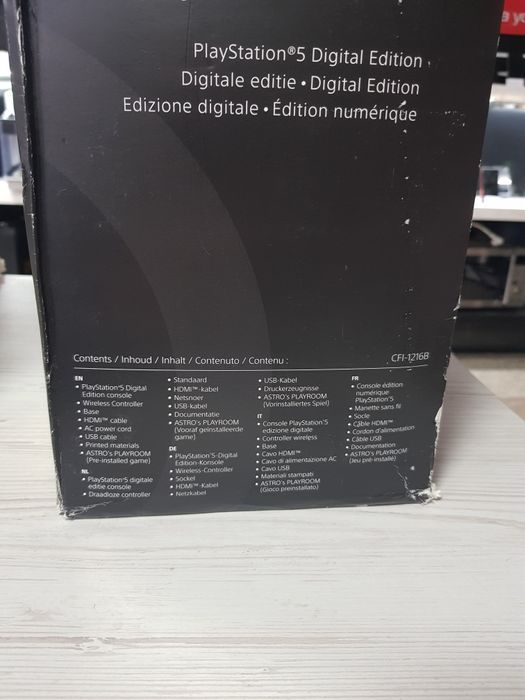 PlayStation®5 Digital Edition
Digitale editie • Digital Edition
Edizione digitale • Édition numérique
Contents / Inhoud / Inhalt / Contenuto / Contenu :
CFI-1216B
EN
• PlayStation®5 Digital
Edition console
• Wireless Controller
• Base
• HDMI™ cable
• AC power cord
• USB cable
• Printed materials
• ASTRO's PLAYROOM
(Pre-installed game)
NL
• PlayStation®5 digitale
editie console
• Draadloze controller
• Standaard
• HDMI™-kabel
• Netsnoer
• USB-kabel
• Documentatie
• ASTRO's PLAYROOM
(Vooraf geïnstalleerde
game)
DE
• PlayStation®5-Digital
Edition-Konsole
• Wireless-Controller
• Sockel
• HDMI™-Kabel
• Netzkabel
• USB-Kabel
• Druckerzeugnisse
• ASTRO's PLAYROOM
(Vorinstalliertes Spiel)
IT
• Console PlayStation®5
edizione digitale
• Controller wireless
• Base
• Cavo HDMI™
• Cavo di alimentazione AC
• Cavo USB
• Materiali stampati
• ASTRO's PLAYROOM
(Gioco preinstallato)
FR
• Console édition
numérique
PlayStation®5
• Manette sans fil
• Socle
• Câble HDMI™
• Cordon d'alimentation
• Câble USB
• Documentation
• ASTRO's PLAYROOM
(Jeu pré-installé)